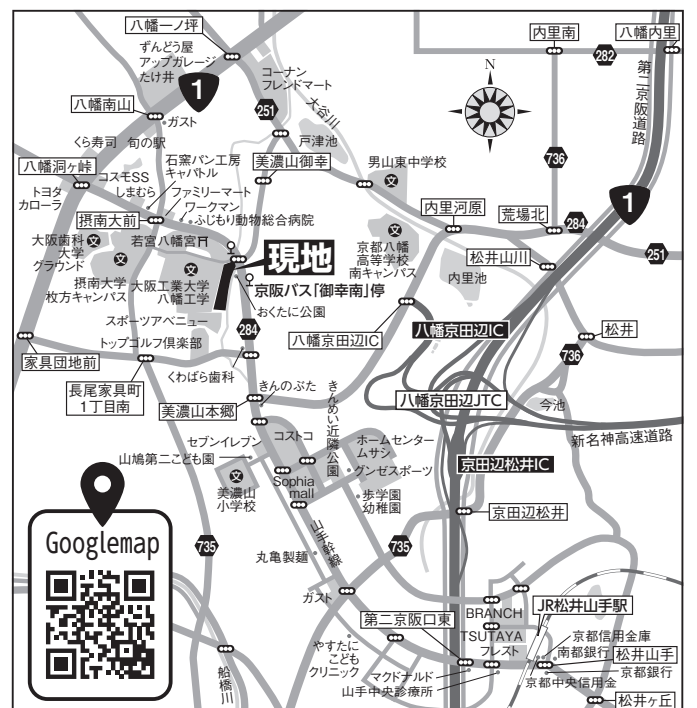 八幡一ノ坪
ずんどう屋
アップガレージ
たけ井
1
八幡南山
ガスト
くら寿司
旬の駅
八幡洞ヶ峠
トヨタ
カローラ
コスモSS
しまむら
石窯パン工房
キャパトル
ファミリーマート
ワークマン
ふじもり動物総合病院
摂南大前
コーナン
フレンドマート
251
大谷川
戸津池
美濃山御幸
男山東中学校
内里南
八幡内里
282
第二京阪道路
N
736
内里河原
荒場北
284
1
251
大阪歯科
大学
グラウンド
若宮八幡宮
摂南大学
枚方キャンパス
大阪工業大学
八幡工学
現地
京阪バス「御幸南」停
おくたに公園
京都八幡
高等学校
南キャンパス
内里池
松井山川
スポーツアベニュー
トップゴルフ倶楽部
284
八幡京田辺IC
八幡京田辺IC
松井
736
家具団地前
長尾家具町
1丁目南
くわばら歯科
美濃山本郷
きんのぶた
八幡京田辺JTC
今池
新名神高速道路
セブンイレブン
山鳩第二こども園
コストコ
きんめい近隣公園
ホームセンター
ムサシ
グンゼスポーツ
京田辺松井IC
美濃山
小学校
Sophia
mall
歩学園
幼稚園
京田辺松井
Googlemap
735
山手幹線
735
丸亀製麺
ガスト
第二京阪口東
BRANCH
TSUTAYA
フレスト
JR松井山手駅
京都信用金庫
南都銀行
松井山手
京都銀行
京都中央信用金
やすたに
こども
クリニック
マクドナルド
山手中央診療所
船橋川
松井ヶ丘